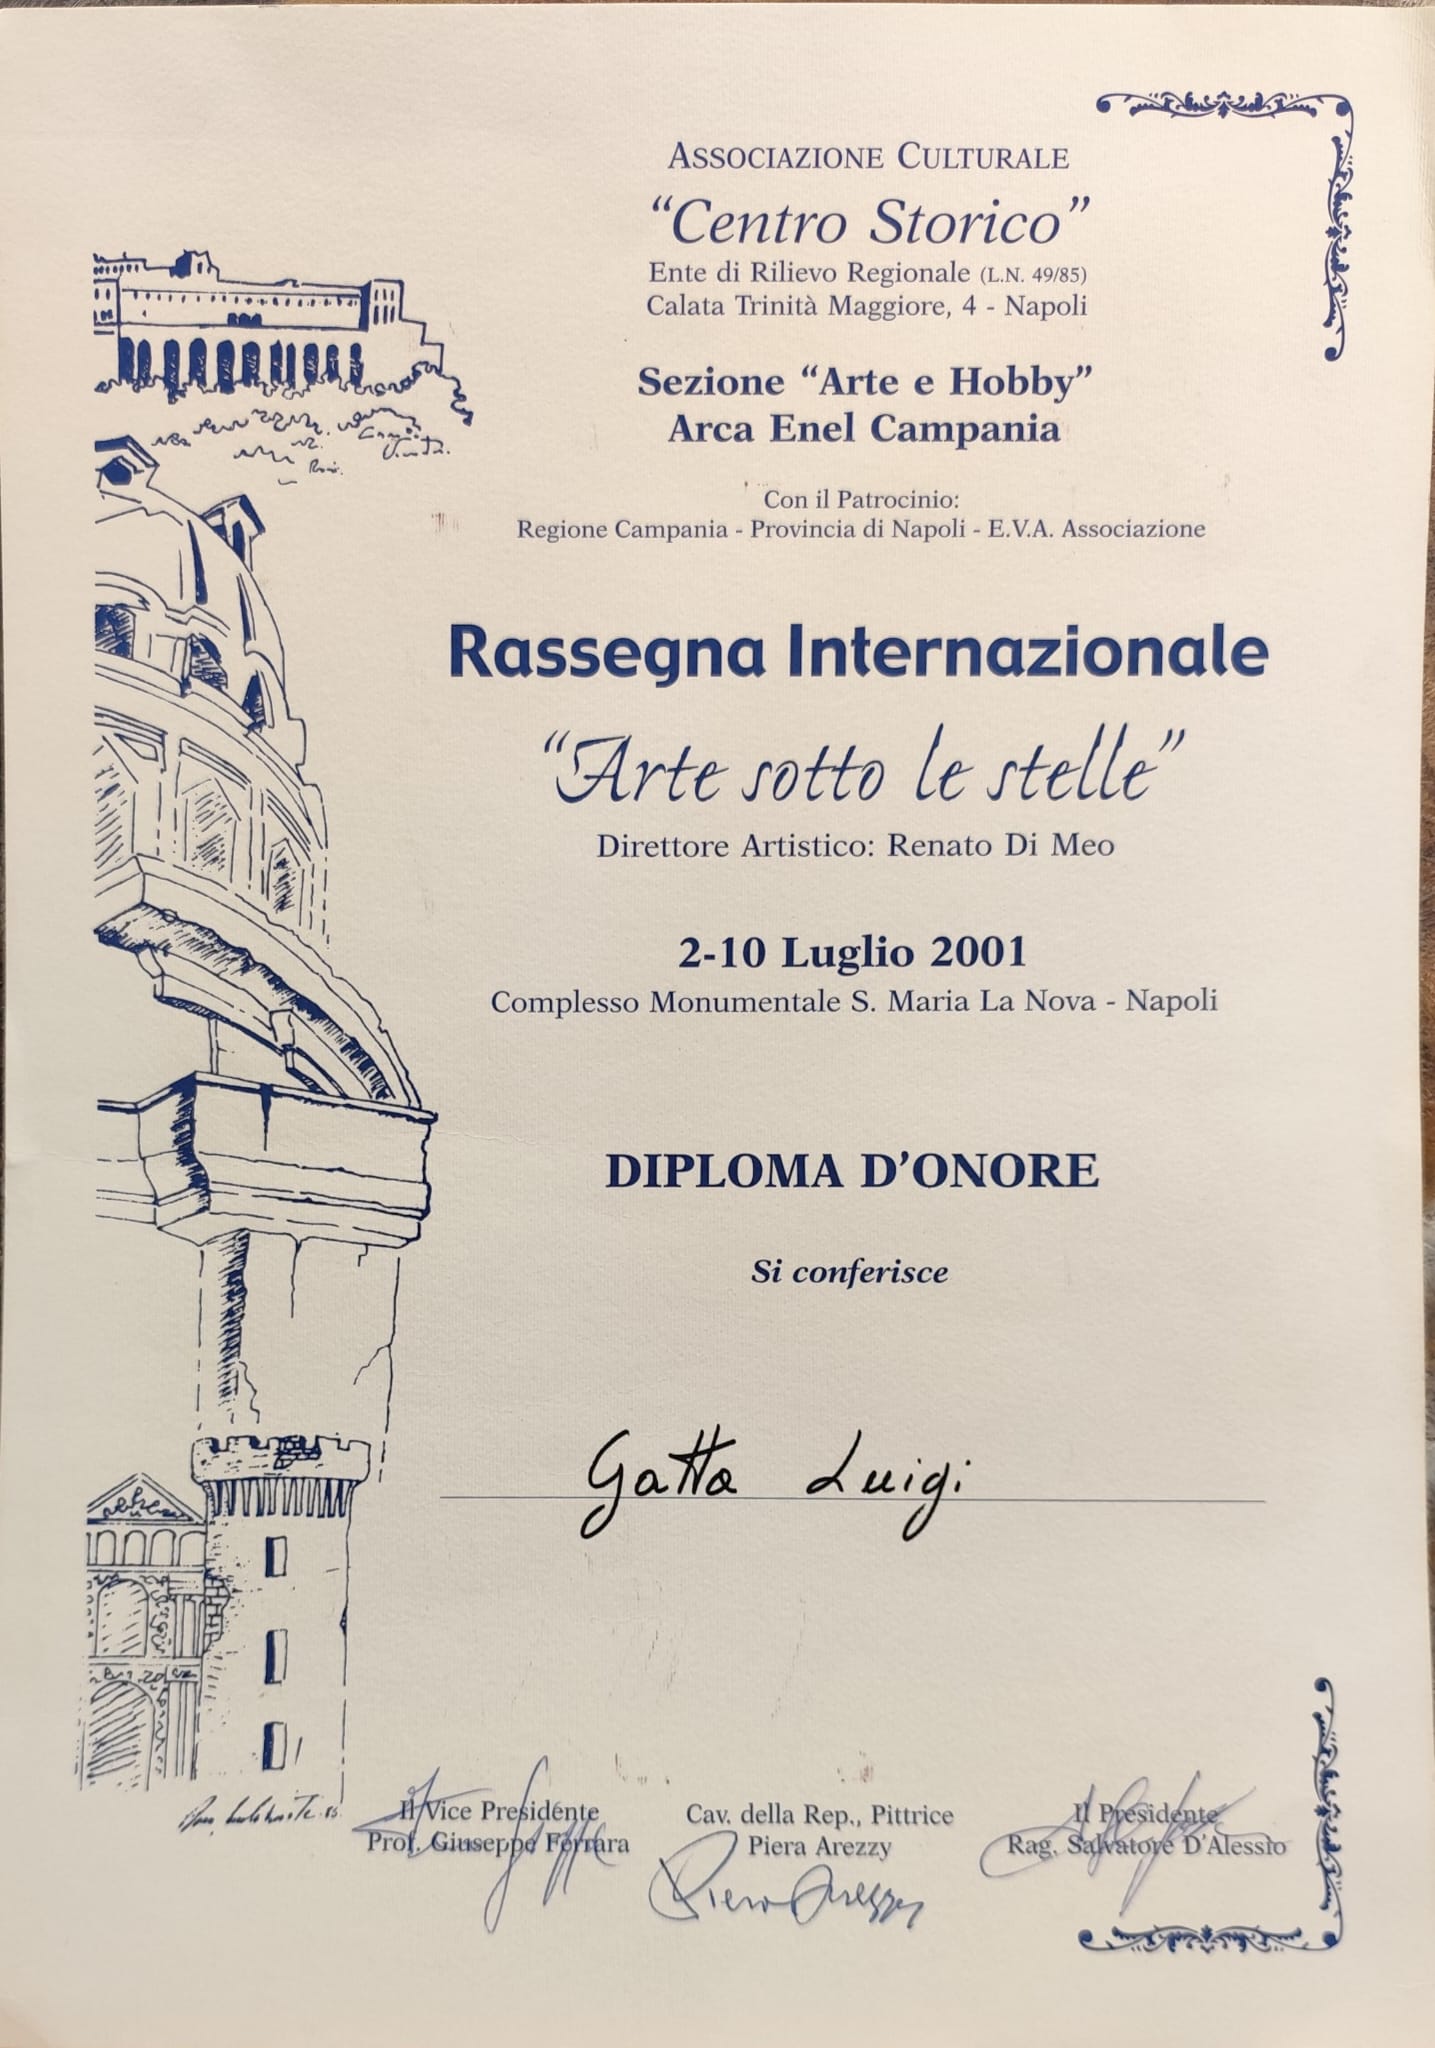 ASSOCIAZIONE CULTURALE
“Centro Storico”
Ente di Rilievo Regionale (L.N. 49/85)
Calata Trinità Maggiore, 4 - Napoli
Sezione “Arte e Hobby”
Arca Enel Campania
Con il Patrocinio:
Regione Campania - Provincia di Napoli - E.V.A. Associazione
Rassegna Internazionale
“Arte sotto le stelle”
Direttore Artistico: Renato Di Meo
2-10 Luglio 2001
Complesso Monumentale S. Maria La Nova - Napoli
DIPLOMA D’ONORE
Si conferisce
Gatta Luigi
Il Vice Presidente
Prof. Giuseppe Ferrara
Cav. della Rep., Pittrice
Piera Arezzy
Piera Arezzy
Il Presidente
Rag. Salvatore D’Alessio